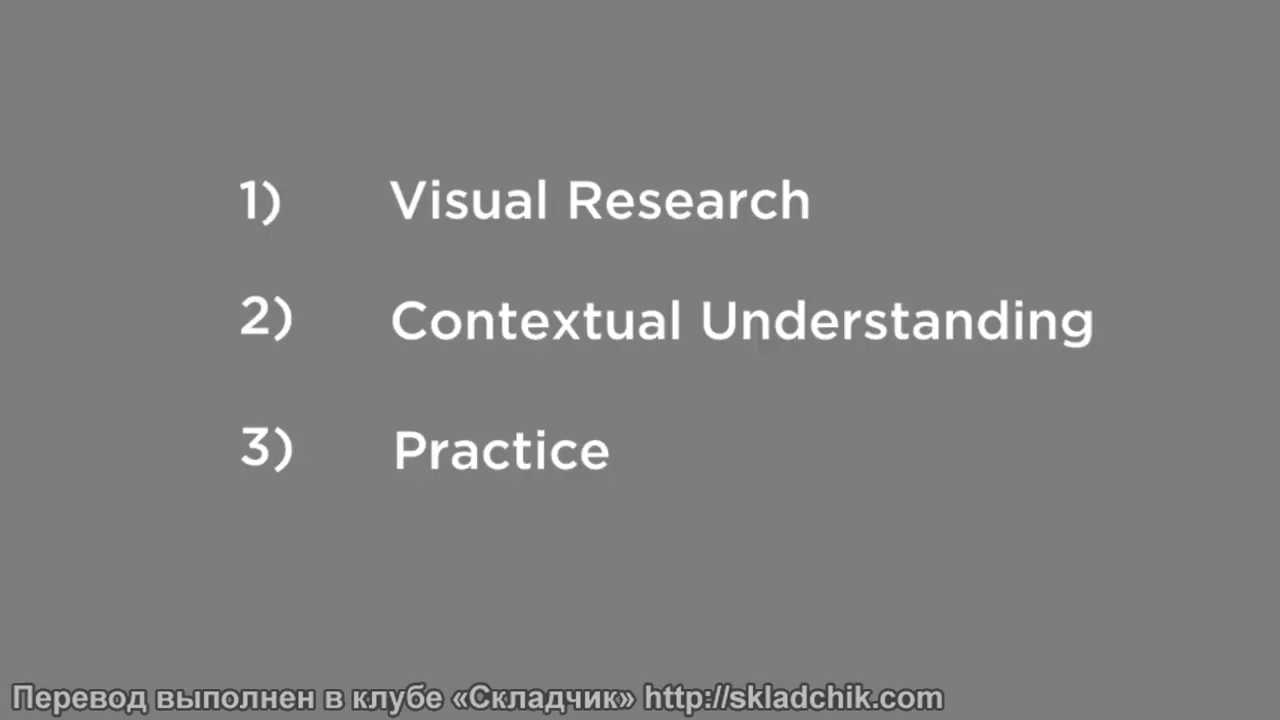 1) Visual Research
2) Contextual Understanding
3) Practice
Перевод выполнен в клубе «Складчик» http://skladchik.com